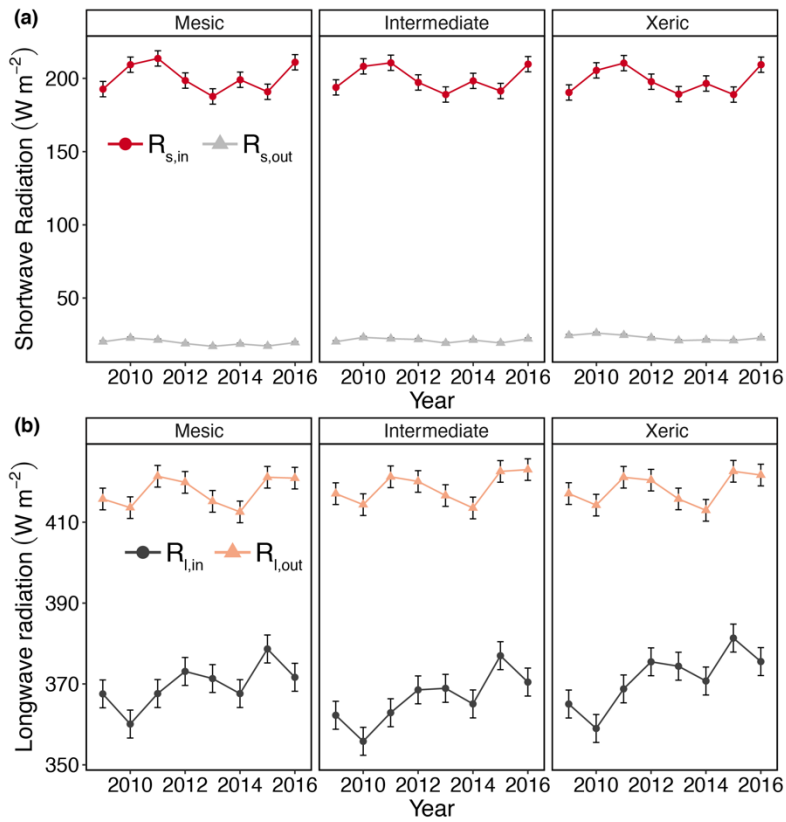 (a)
Mesic Intermediate Xeric
Shortwave Radiation (W m−2)
200
150
100
50
Rs,in Rs,out
2010 2012 2014 2016 2010 2012 2014 2016 2010 2012 2014 2016
Year
(b)
Mesic Intermediate Xeric
Longwave radiation (W m−2)
410
390
370
350
Rl,in Rl,out
2010 2012 2014 2016 2010 2012 2014 2016 2010 2012 2014 2016
Year